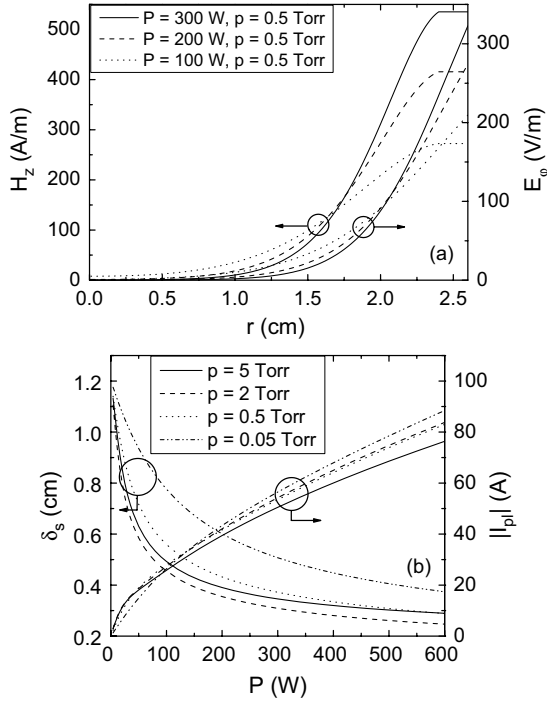 P = 300 W, p = 0.5 Torr
P = 200 W, p = 0.5 Torr
P = 100 W, p = 0.5 Torr
500
400
300
200
100
0
H_z (A/m)
300
200
100
0
E_φ (V/m)
(a)
0.0 0.5 1.0 1.5 2.0 2.5
r (cm)
p = 5 Torr
p = 2 Torr
p = 0.5 Torr
p = 0.05 Torr
1.2
1.0
0.8
0.6
0.4
0.2
δ_s (cm)
100
80
60
40
20
0
|I_pl| (A)
(b)
0 100 200 300 400 500 600
P (W)